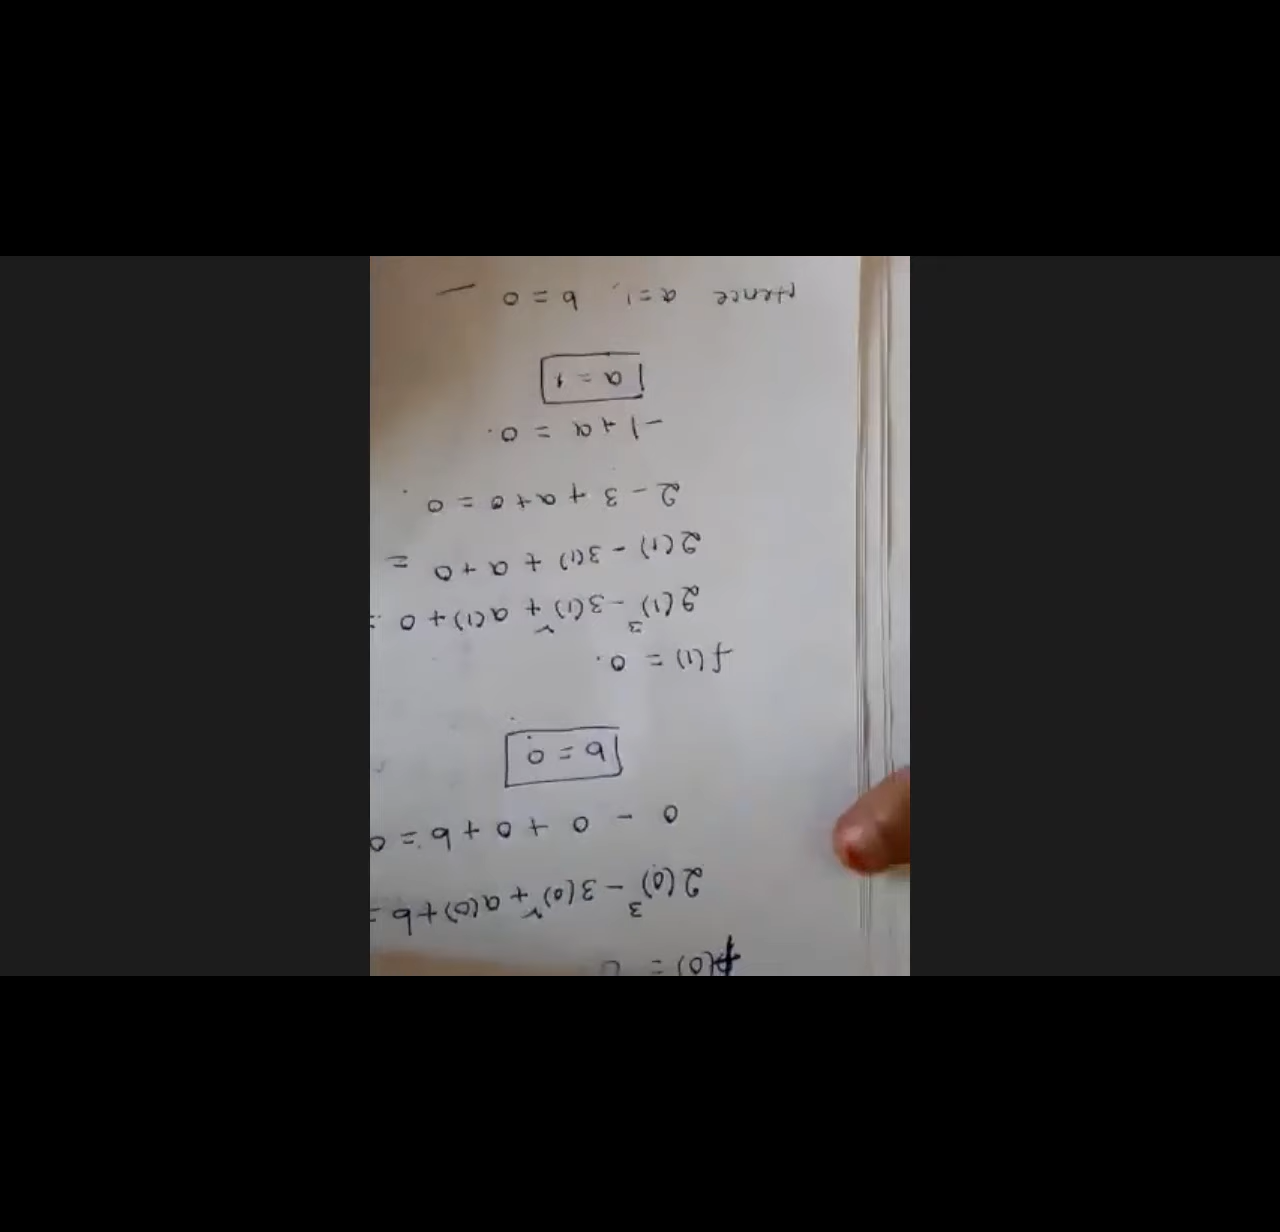 f(0) =
2(0)³ - 3(0)² + a(0) + b =
0 - 0 + 0 + b = 0
b = 0
f(1) = 0.
2(1)³ - 3(1)² + a(1) + 0 =
2(1) - 3(1) + a + 0 =
2 - 3 + a + 0 = 0.
-1 + a = 0.
a = 1
Hence a = 1, b = 0 —